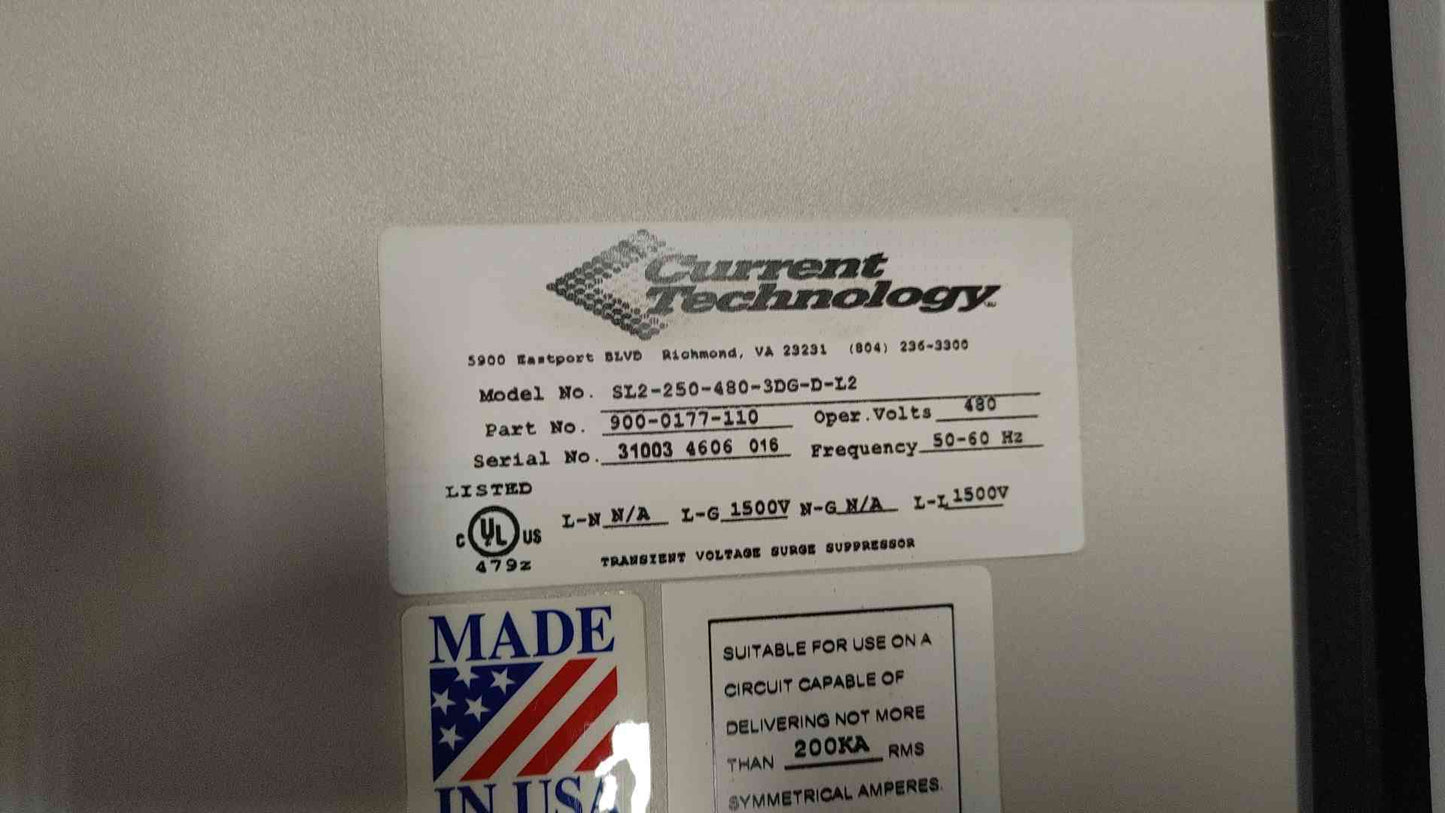 Current
Technology
5900 Eastport BLVD Richmond, VA 23231 (804) 236-3300
Model No. SL2-250-480-3DG-D-L2
Part No. 900-0177-110 Oper.Volts 480
Serial No. 31003 4606 016 Frequency 50-60 Hz
LISTED
C UL US
479z
L-N N/A L-G 1500V N-G N/A L-L 1500V
TRANSIENT VOLTAGE SURGE SUPPRESSOR
MADE
IN USA
SUITABLE FOR USE ON A
CIRCUIT CAPABLE OF
DELIVERING NOT MORE
THAN 200KA RMS
SYMMETRICAL AMPERES.